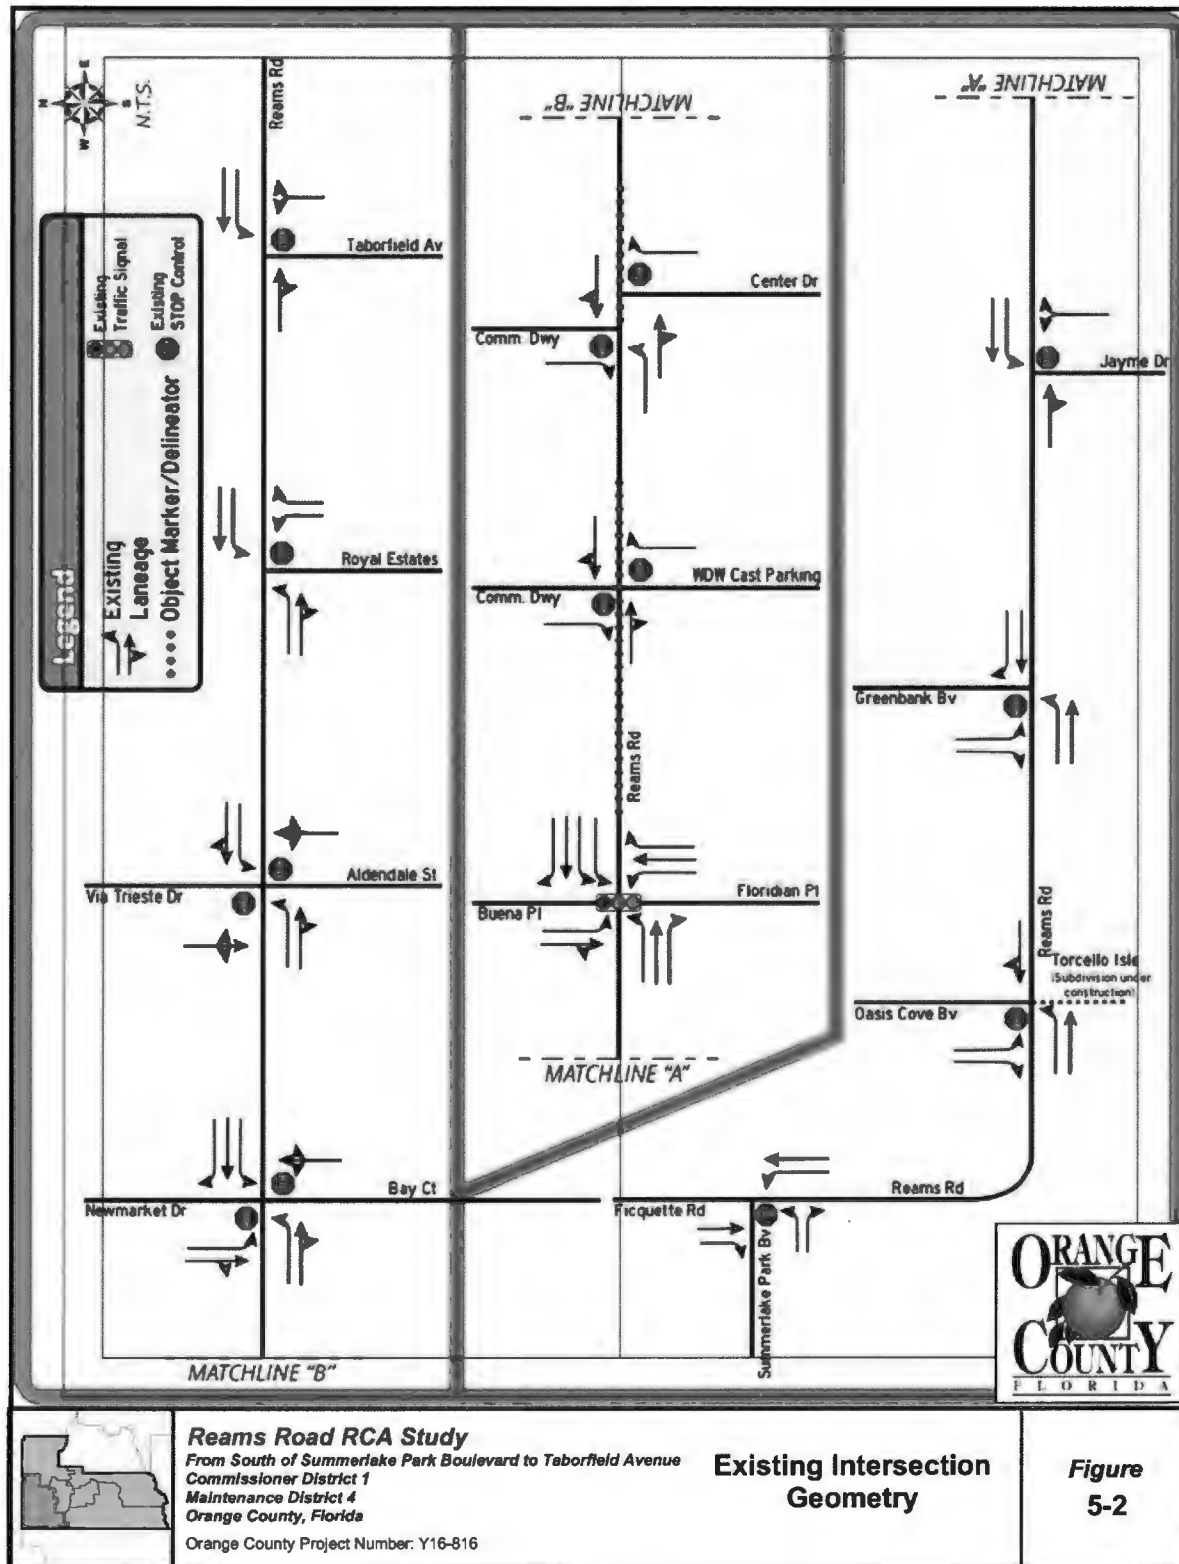 N
E
S
W
N.T.S.
Legend
Existing
Laneage
Existing
Traffic Signal
Existing
STOP Control
Object Marker/Delineator
Reams Rd
Taborfield Av
Royal Estates
Via Trieste Dr
Aldendale St
Newmarket Dr
Bay Ct
MATCHLINE "B"
MATCHLINE "B"
Center Dr
Comm. Dwy
WDW Cast Parking
Comm. Dwy
Reams Rd
Buena Pl
Floridian Pl
MATCHLINE "A"
MATCHLINE "A"
Jayme Dr
Greenbank Bv
Reams Rd
Torcello Isle
(Subdivision under
construction)
Oasis Cove Bv
Reams Rd
Ficquette Rd
Summerlake Park Bv
ORANGE
COUNTY
FLORIDA
Reams Road RCA Study
From South of Summerlake Park Boulevard to Taborfield Avenue
Commissioner District 1
Maintenance District 4
Orange County, Florida
Orange County Project Number: Y16-816
Existing Intersection
Geometry
Figure
5-2